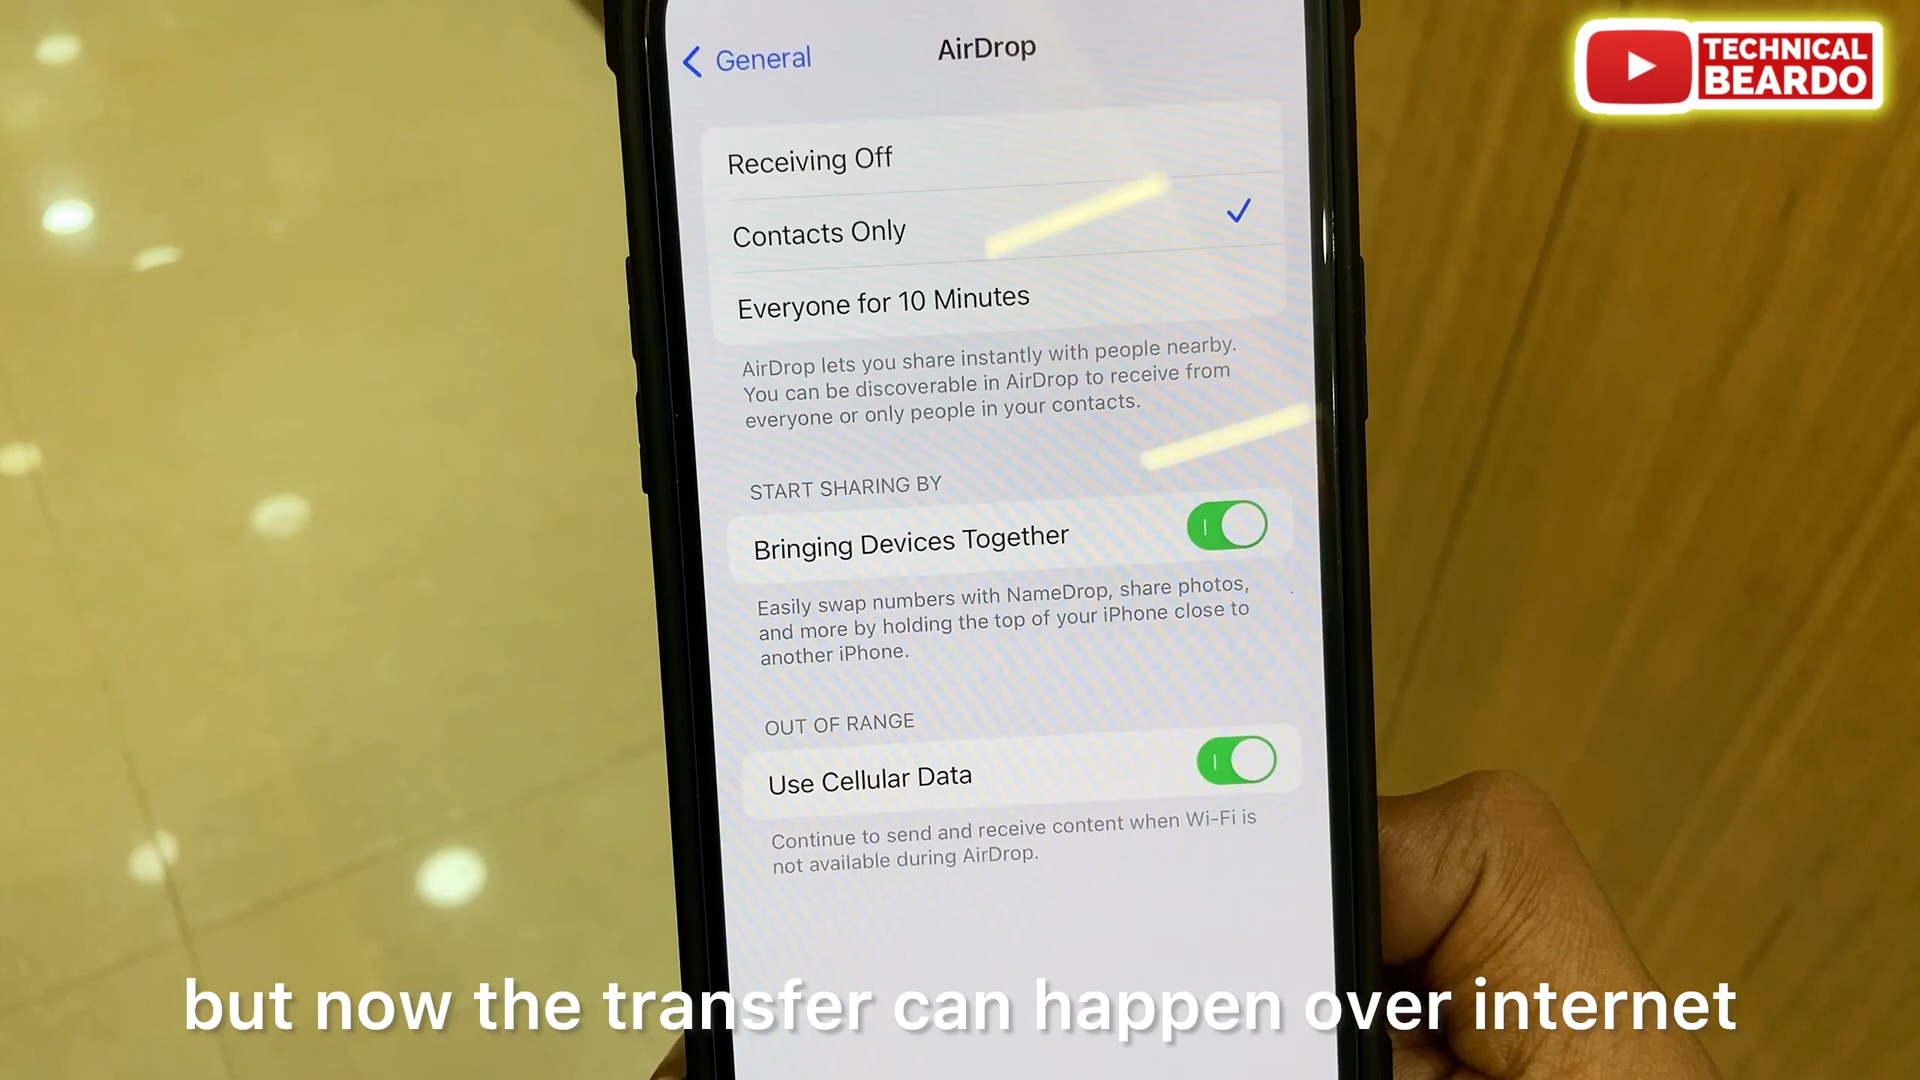 General
AirDrop
TECHNICAL
BEARDO
Receiving Off
Contacts Only
Everyone for 10 Minutes
AirDrop lets you share instantly with people nearby.
You can be discoverable in AirDrop to receive from
everyone or only people in your contacts.
START SHARING BY
Bringing Devices Together
Easily swap numbers with NameDrop, share photos,
and more by holding the top of your iPhone close to
another iPhone.
OUT OF RANGE
Use Cellular Data
Continue to send and receive content when Wi-Fi is
not available during AirDrop.
but now the transfer can happen over internet